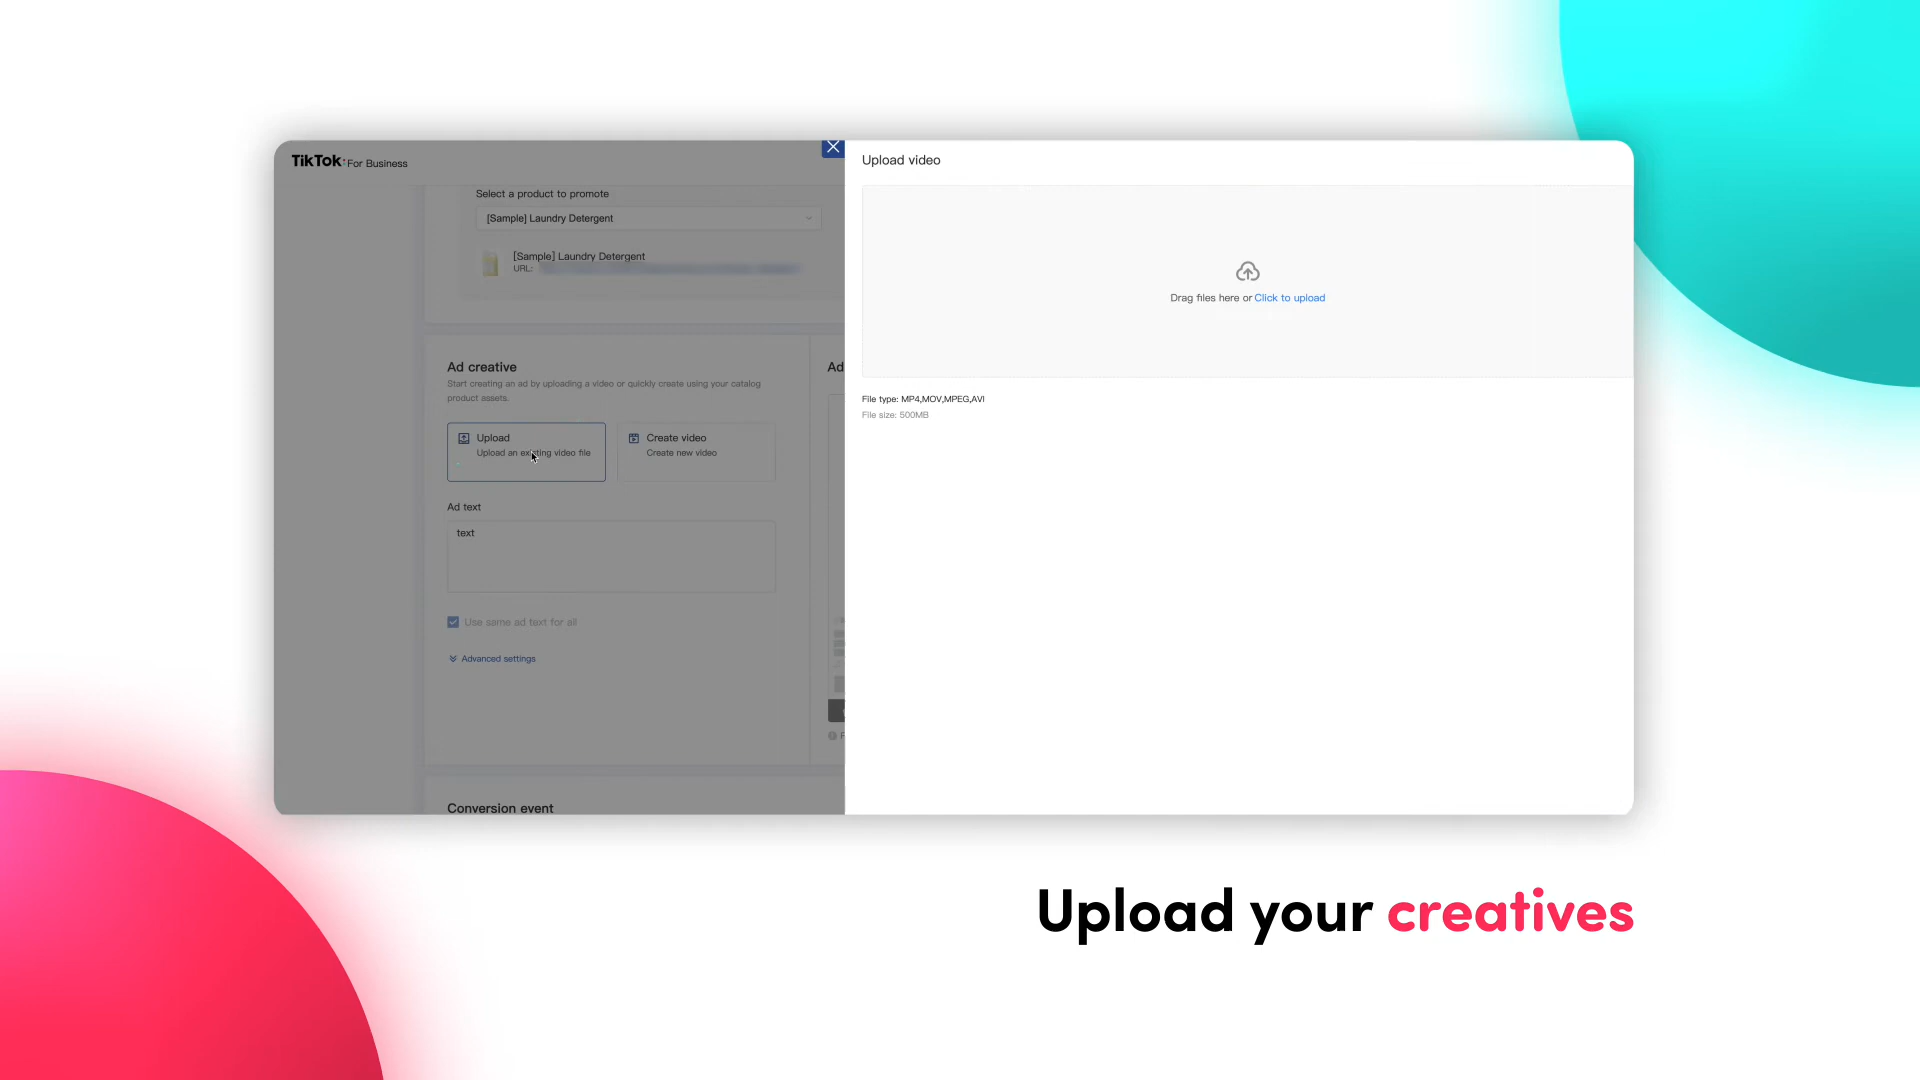 TikTok: For Business
Select a product to promote
[Sample] Laundry Detergent
[Sample] Laundry Detergent
URL:
Ad creative
Start creating an ad by uploading a video or quickly create using your catalog
product assets.
Upload
Upload an existing video file
Create video
Create new video
Ad text
text
Use same ad text for all
Advanced settings
Conversion event
Ad
Upload video
Drag files here or Click to upload
File type: MP4,MOV,MPEG,AVI
File size: 500MB
Upload your creatives